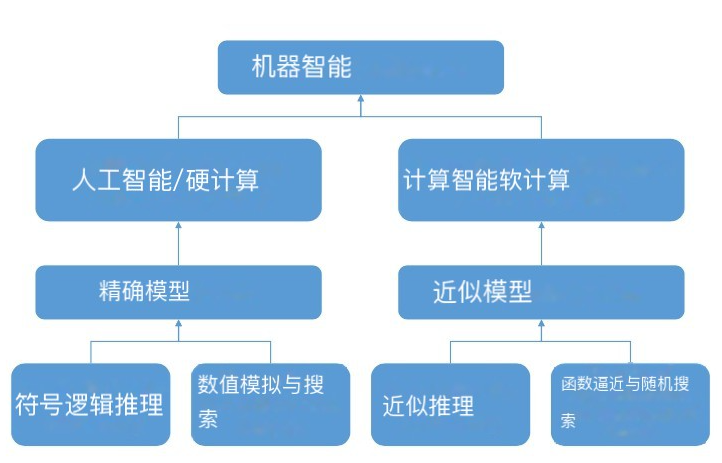 机器智能
人工智能/硬计算
计算智能软计算
精确模型
近似模型
符号逻辑推理
数值模拟与搜
索
近似推理
函数逼近与随机搜
索